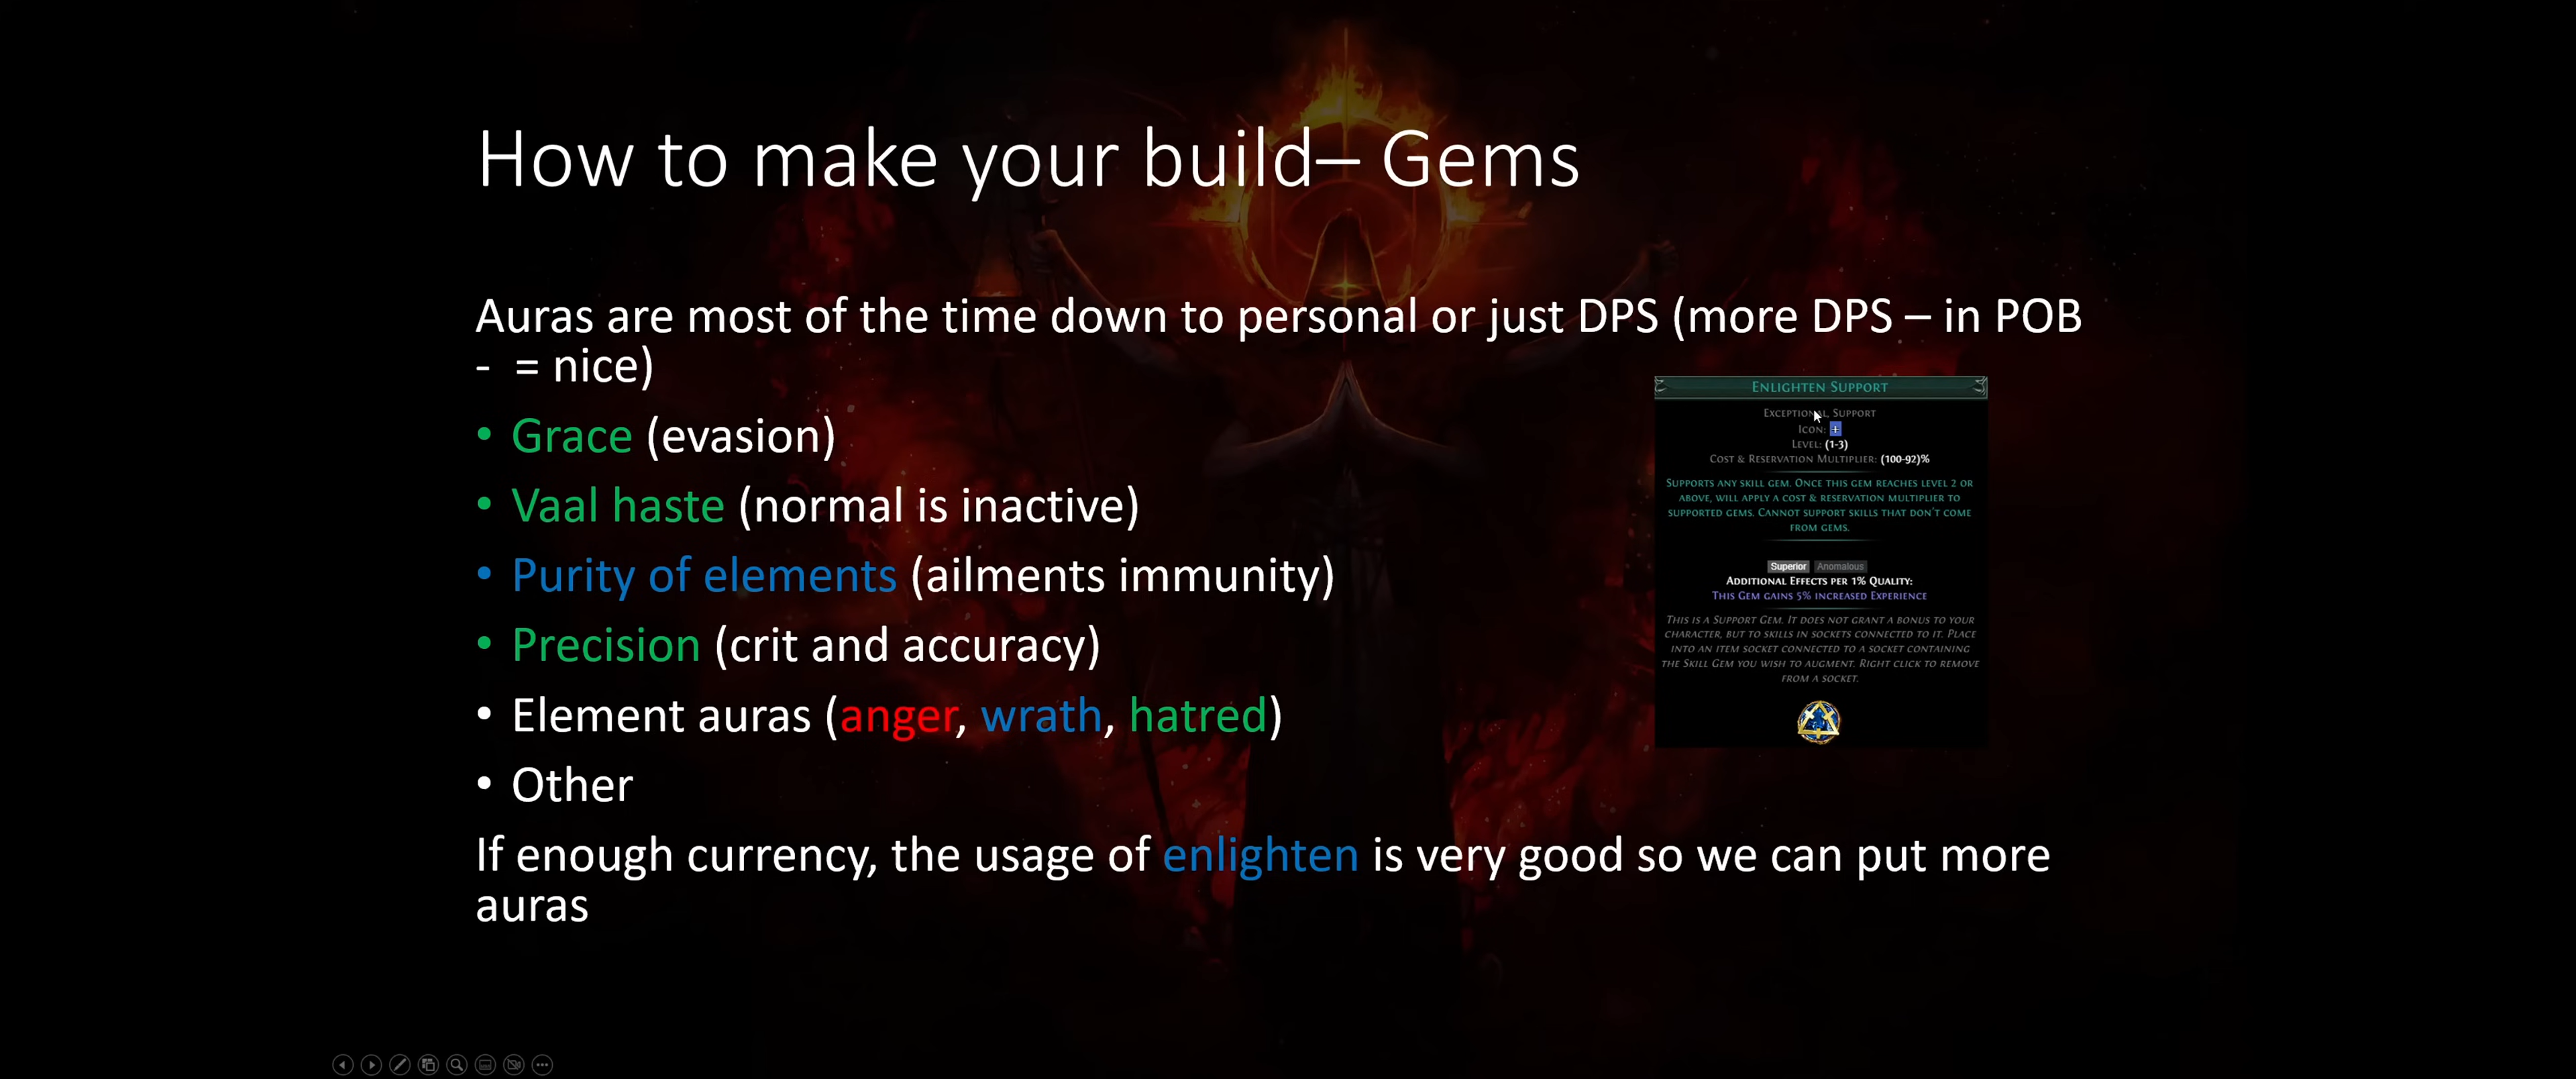 How to make your build– Gems
Auras are most of the time down to personal or just DPS (more DPS – in POB
- = nice)
• Grace (evasion)
• Vaal haste (normal is inactive)
• Purity of elements (ailments immunity)
• Precision (crit and accuracy)
• Element auras (anger, wrath, hatred)
• Other
If enough currency, the usage of enlighten is very good so we can put more
auras
Enlighten Support
Exceptional, Support
Icon: +
Level: (1-3)
Cost & Reservation Multiplier: (100-92)%
Supports any skill gem. Once this gem reaches level 2 or
above, will apply a cost & reservation multiplier to
supported gems. Cannot support skills that don't come
from gems.
Superior Anomalous
Additional Effects per 1% Quality:
This Gem gains 5% increased Experience
This is a Support Gem. It does not grant a bonus to your
character, but to skills in sockets connected to it. Place
into an item socket connected to a socket containing
the Skill Gem you wish to augment. Right click to remove
from a socket.